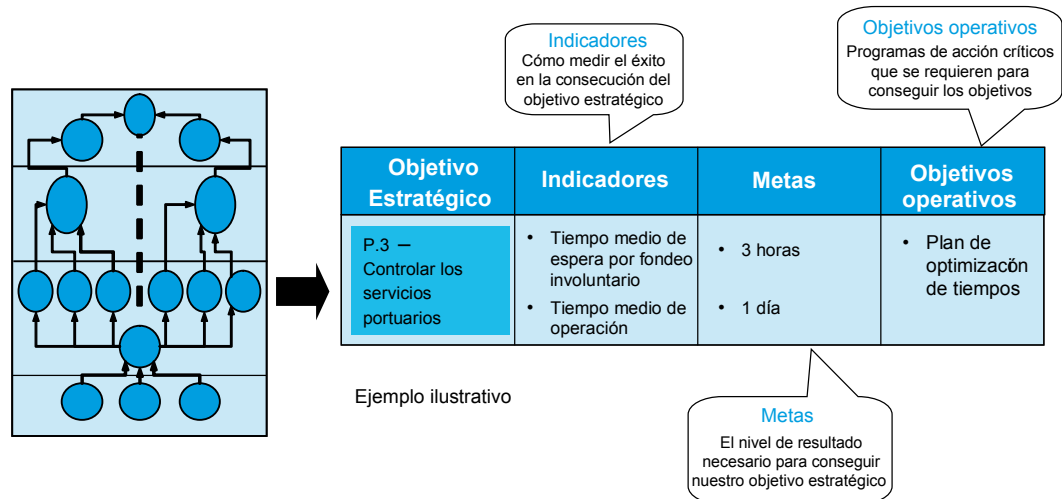 Indicadores
Cómo medir el éxito
en la consecución del
objetivo estratégico
Objetivos operativos
Programas de acción críticos
que se requieren para
conseguir los objetivos
Objetivo
Estratégico
Indicadores
Metas
Objetivos
operativos
P.3 –
Controlar los
servicios
portuarios
• Tiempo medio de
espera por fondeo
involuntario
• Tiempo medio de
operación
• 3 horas
• 1 día
• Plan de
optimización
de tiempos
Ejemplo ilustrativo
Metas
El nivel de resultado
necesario para conseguir
nuestro objetivo estratégico